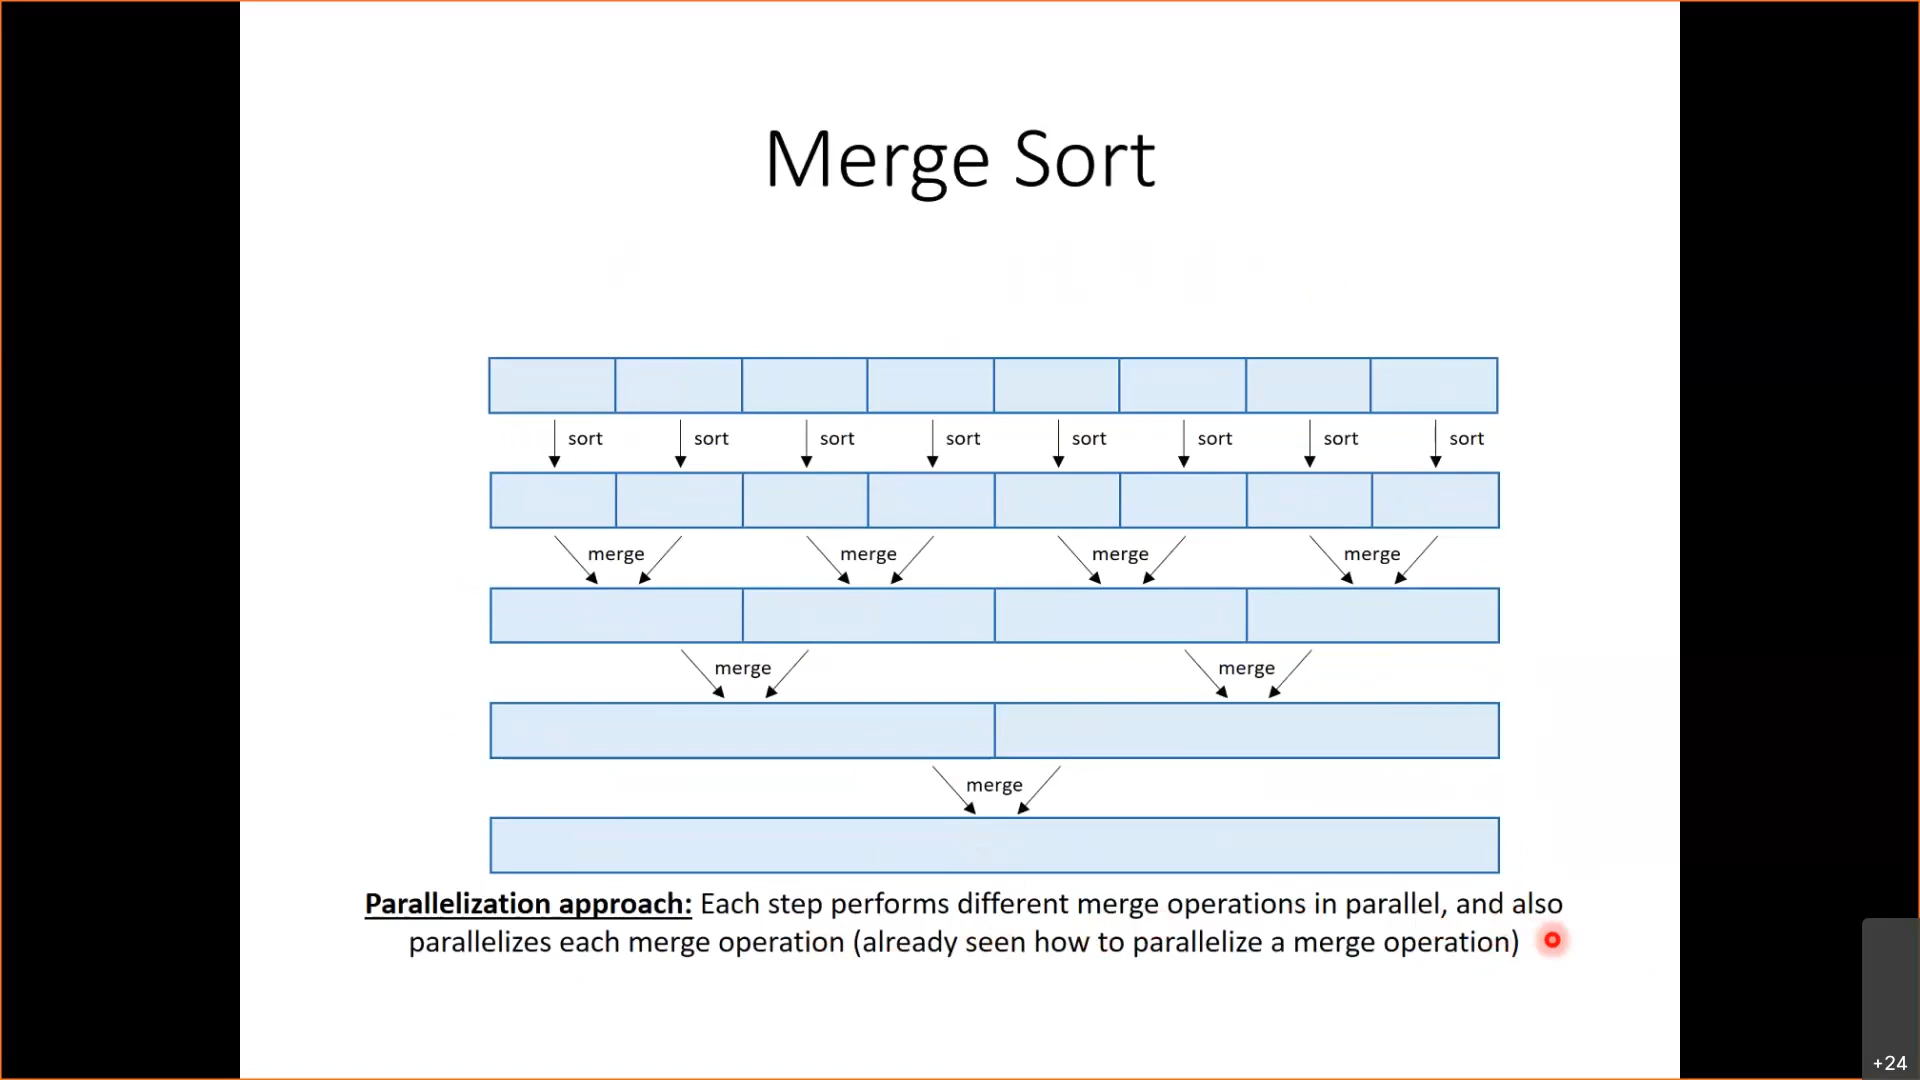 Merge Sort
sort sort sort sort sort sort sort sort
merge merge merge merge
merge merge
merge
Parallelization approach: Each step performs different merge operations in parallel, and also
parallelizes each merge operation (already seen how to parallelize a merge operation)
+24